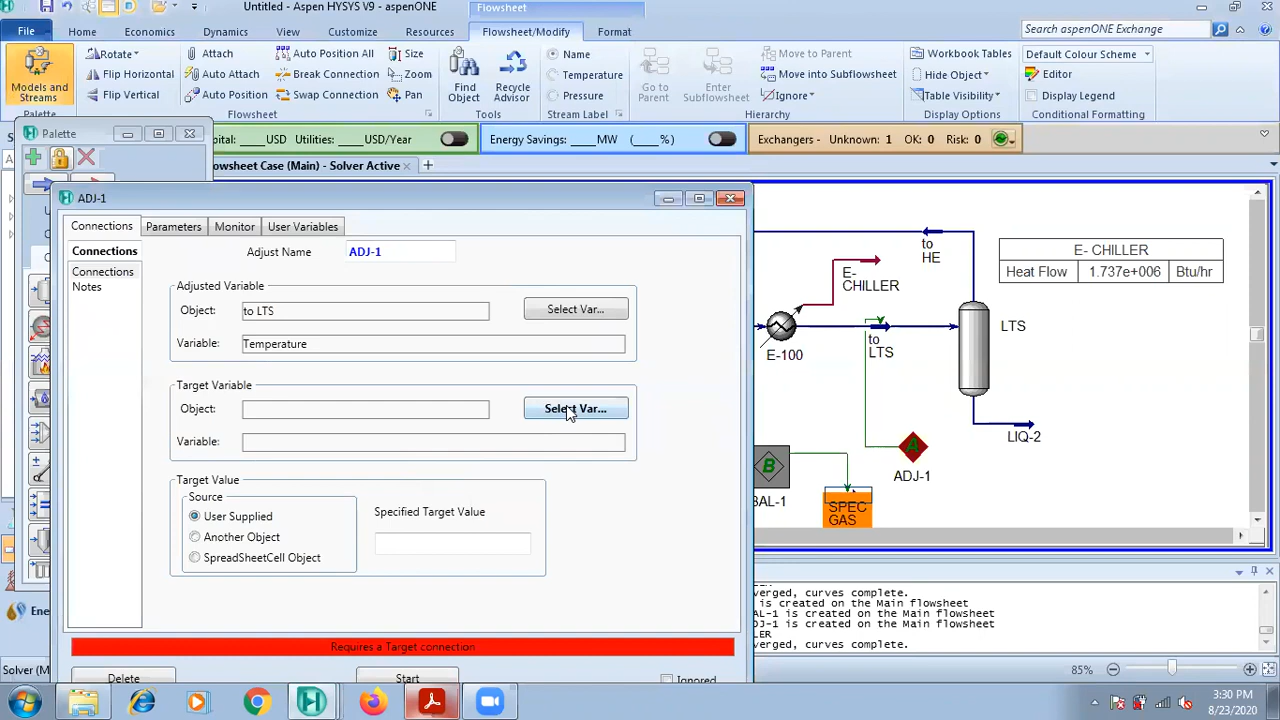 Untitled - Aspen HYSYS V9 - aspenONE
Flowsheet
File
Home
Economics
Dynamics
View
Customize
Resources
Flowsheet/Modify
Format
Search aspenONE Exchange
Models and Streams
Palette
Rotate
Flip Horizontal
Flip Vertical
Attach
Auto Attach
Auto Position
Auto Position All
Break Connection
Swap Connection
Size
Zoom
Pan
Flowsheet
Find Object
Recycle Advisor
Tools
Name
Temperature
Pressure
Stream Label
Go to Parent
Enter Subflowsheet
Move to Parent
Move into Subflowsheet
Ignore
Hierarchy
Workbook Tables
Hide Object
Table Visibility
Display Options
Default Colour Scheme
Editor
Display Legend
Conditional Formatting
Palette
pital: ____ USD Utilities: ____ USD/Year
Energy Savings: ____ MW (____ %)
Exchangers - Unknown: 1 OK: 0 Risk: 0
owsheet Case (Main) - Solver Active
ADJ-1
Connections
Parameters
Monitor
User Variables
Connections
Connections
Notes
Adjust Name
ADJ-1
Adjusted Variable
Object:
to LTS
Select Var...
Variable:
Temperature
Target Variable
Object:
Select Var...
Variable:
Target Value
Source
User Supplied
Another Object
SpreadSheetCell Object
Specified Target Value
Requires a Target connection
Delete
Start
Ignored
to
HE
E-
CHILLER
E-100
to
LTS
LTS
LIQ-2
ADJ-1
A
B
BAL-1
SPEC
GAS
E- CHILLER
Heat Flow 1.737e+006 Btu/hr
verged, curves complete.
is created on the Main flowsheet
AL-1 is created on the Main flowsheet
DJ-1 is created on the Main flowsheet
LER
verged, curves complete.
Ene
Solver (M
85%
3:30 PM
8/23/2020